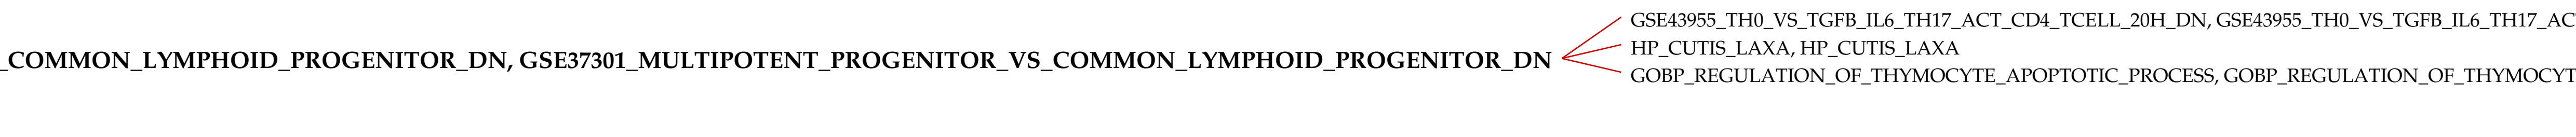 _COMMON_LYMPHOID_PROGENITOR_DN, GSE37301_MULTIPOTENT_PROGENITOR_VS_COMMON_LYMPHOID_PROGENITOR_DN
GSE43955_TH0_VS_TGFB_IL6_TH17_ACT_CD4_TCELL_20H_DN, GSE43955_TH0_VS_TGFB_IL6_TH17_AC
HP_CUTIS_LAXA, HP_CUTIS_LAXA
GOBP_REGULATION_OF_THYMOCYTE_APOPTOTIC_PROCESS, GOBP_REGULATION_OF_THYMOCYT